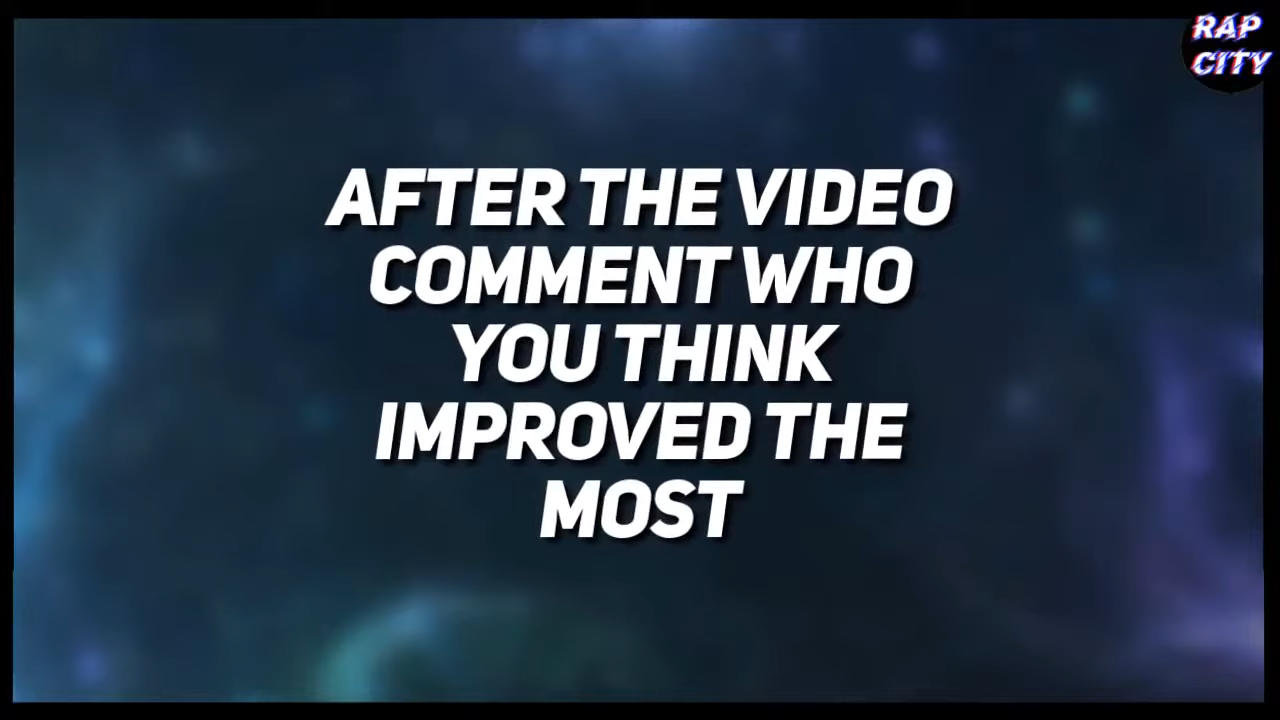 RAP
CITY
AFTER THE VIDEO
COMMENT WHO
YOU THINK
IMPROVED THE
MOST